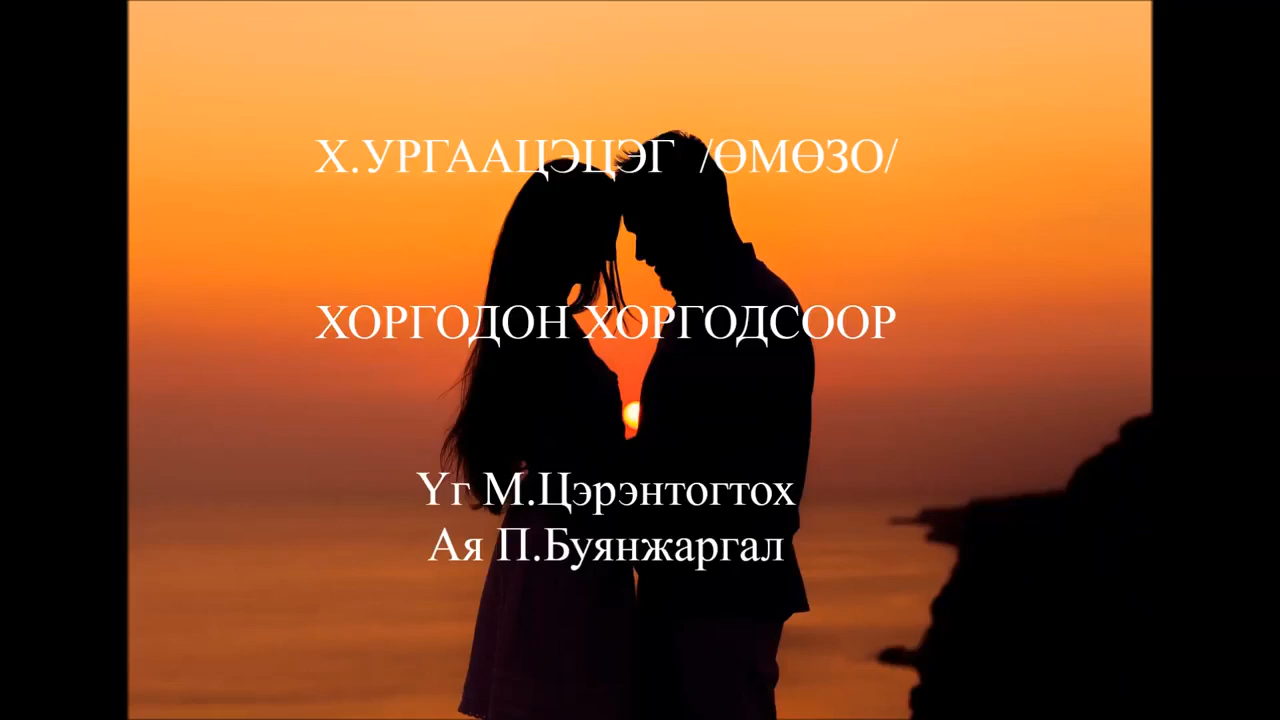 Х.УРГААЦЭЦЭГ /ӨМӨЗО/
ХОРГОДОН ХОРГОДСООР
Үг М.Цэрэнтогтох
Ая П.Буянжаргал